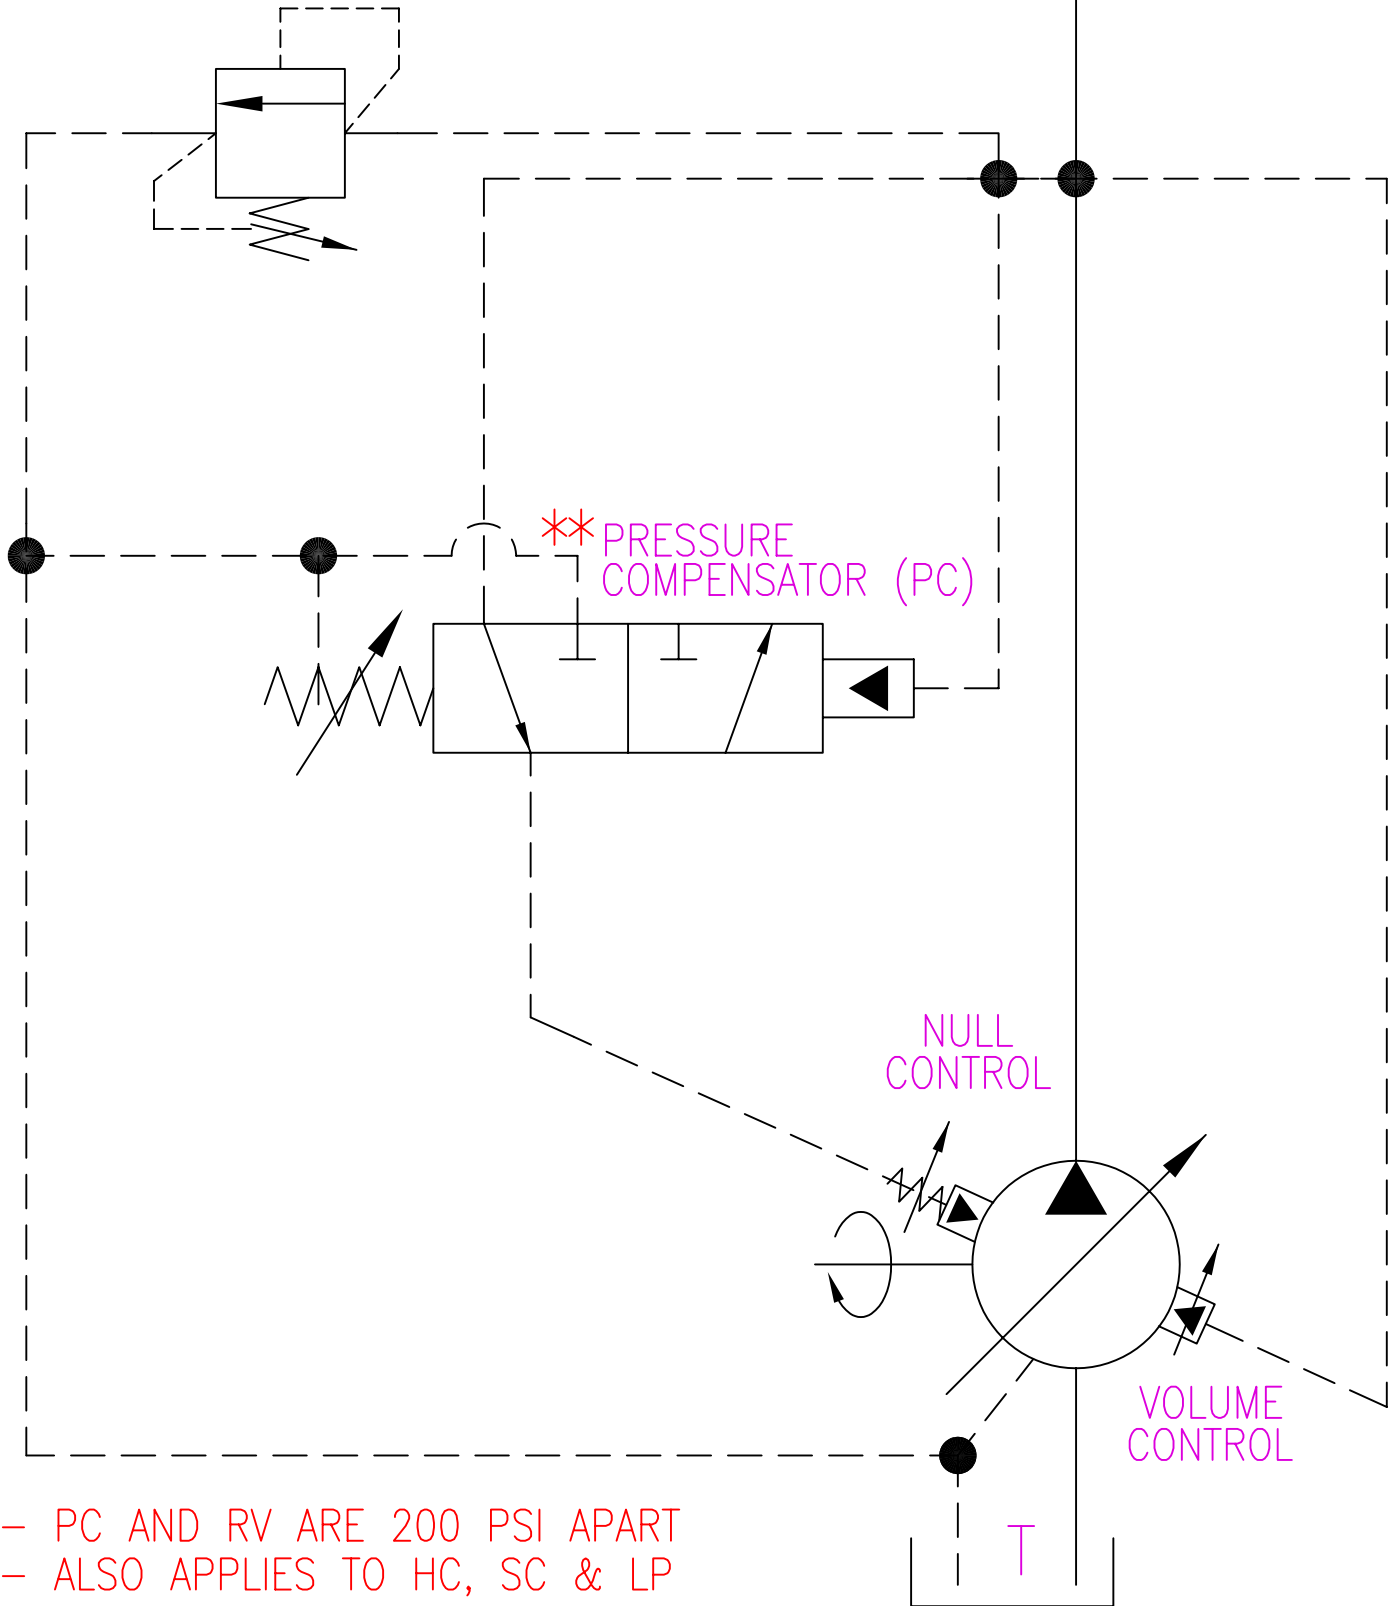 ** PRESSURE
COMPENSATOR (PC)
NULL
CONTROL
VOLUME
CONTROL
T
- PC AND RV ARE 200 PSI APART
- ALSO APPLIES TO HC, SC & LP